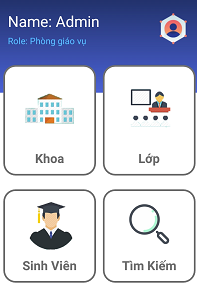 Name: Admin
Role: Phòng giáo vụ
Khoa
Lớp
Sinh Viên
Tìm Kiếm